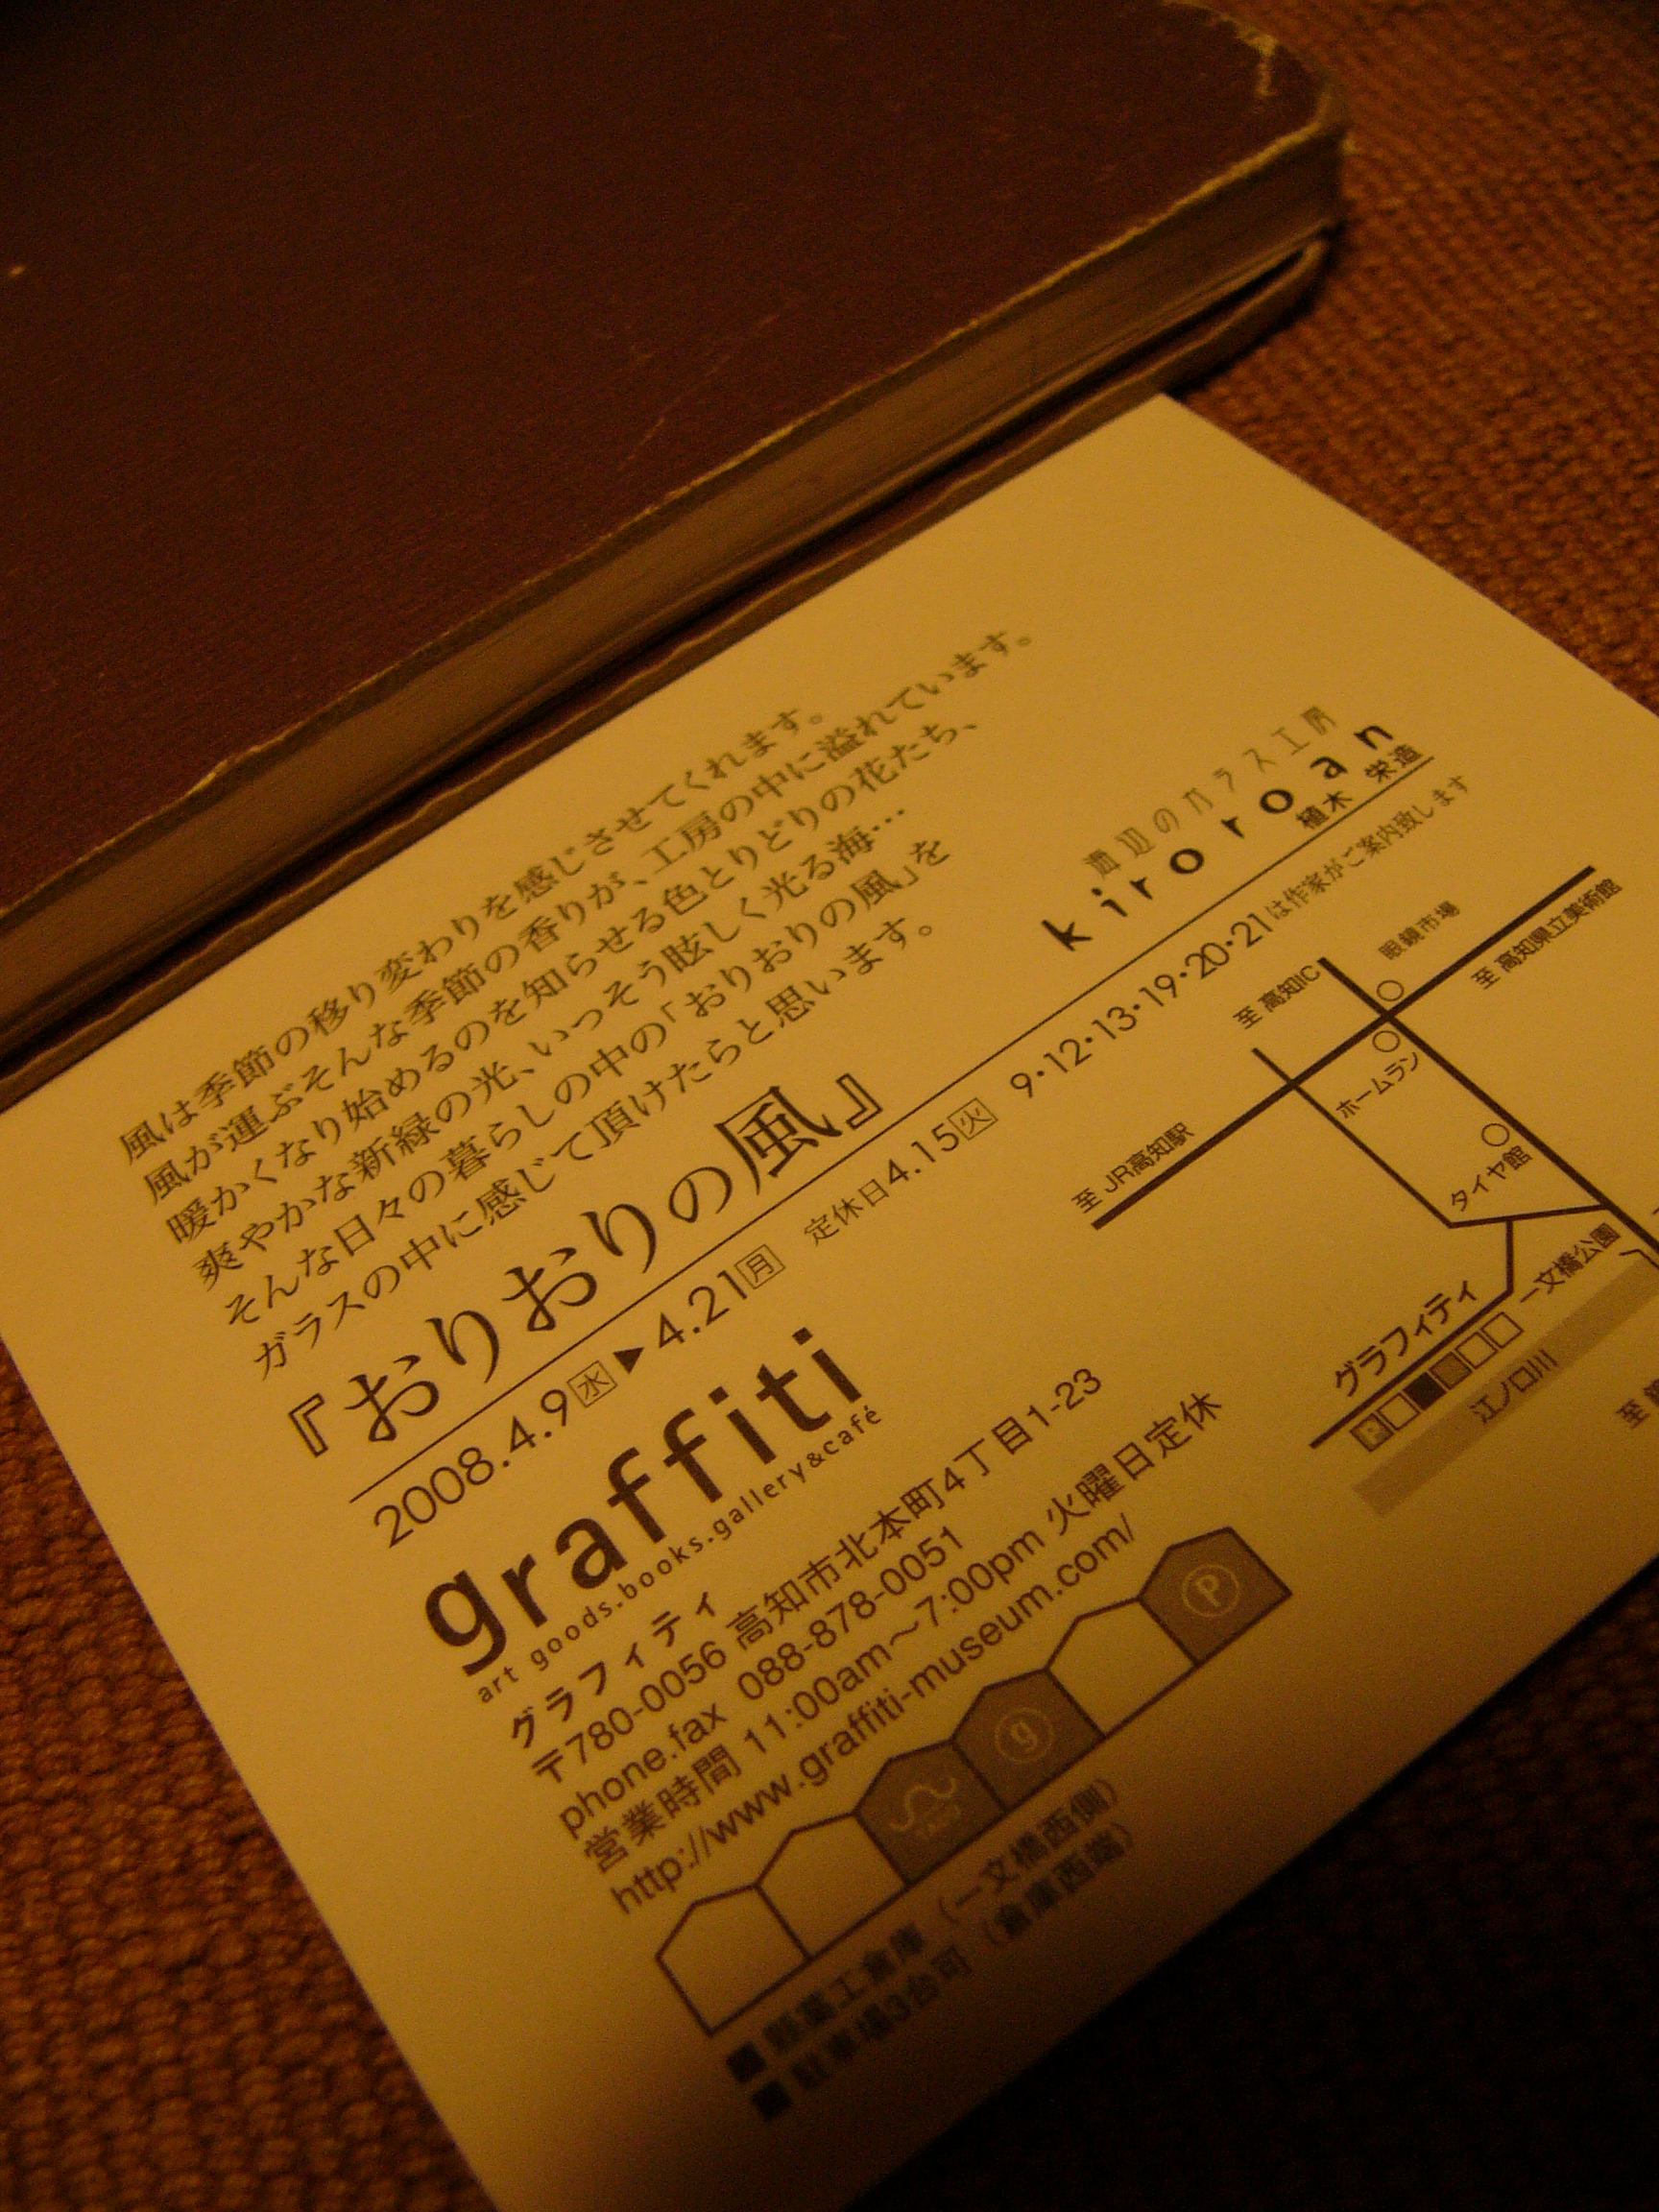 風は季節の移り変わりを感じさせてくれます。
風が運ぶそんな季節の香りが、工房の中に溢れています。
暖かくなり始めるのを知らせる色とりどりの花たち、
爽やかな新緑の光、いっそう眩しく光る海…
そんな日々の暮らしの中の「おりおりの風」を
ガラスの中に感じて頂けたらと思います。
『おりおりの風』
海辺のガラス工房
kiroroan
植木 栄造
2008.4.9水▶4.21月 定休日4.15火 9・12・13・19・20・21は作家がご案内致します
graffiti
art goods.books.gallery&café
グラフィティ
〒780-0056 高知市北本町4丁目1-23
phone.fax 088-878-0051
営業時間 11:00am〜7:00pm 火曜日定休
http://www.graffiti-museum.com/
g
P
（一文橋西側）
駐車場3台可（倉庫西端）
至 高知IC
眼鏡市場
至 高知県立美術館
ホームラン
至 JR高知駅
タイヤ館
一文橋公園
グラフィティ
P
江ノ口川
至